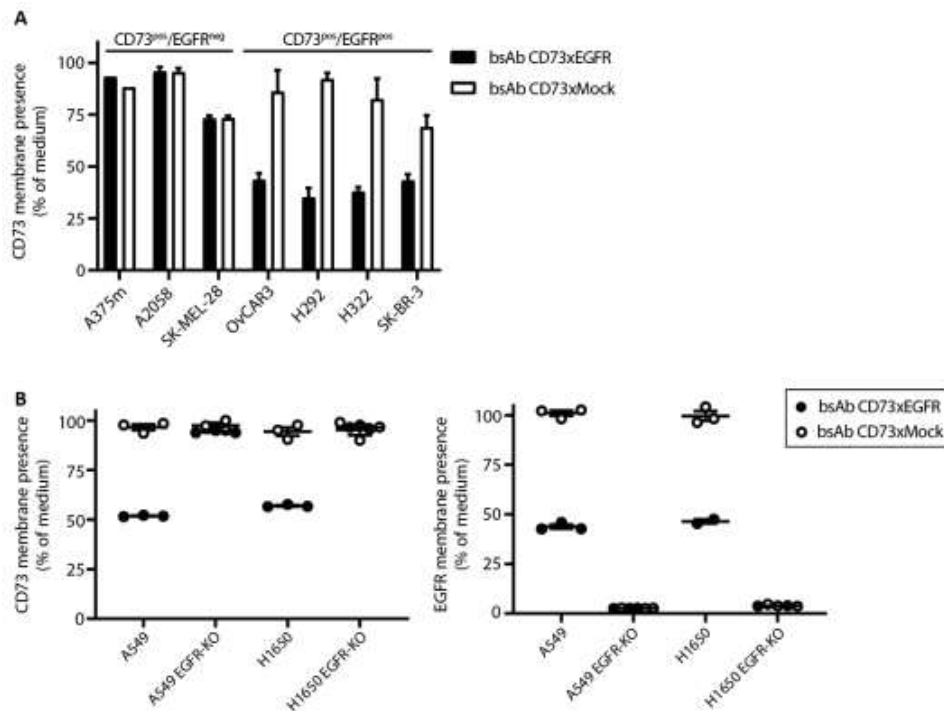 A
CD73pos/EGFRneg
CD73pos/EGFRpos
bsAb CD73xEGFR
bsAb CD73xMock
CD73 membrane presence
(% of medium)
100
75
50
25
0
A375m
A2058
SK-MEL-28
OvCAR3
H292
H322
SK-BR-3
B
CD73 membrane presence
(% of medium)
100
75
50
25
0
A549
A549 EGFR-KO
H1650
H1650 EGFR-KO
EGFR membrane presence
(% of medium)
100
75
50
25
0
A549
A549 EGFR-KO
H1650
H1650 EGFR-KO
bsAb CD73xEGFR
bsAb CD73xMock